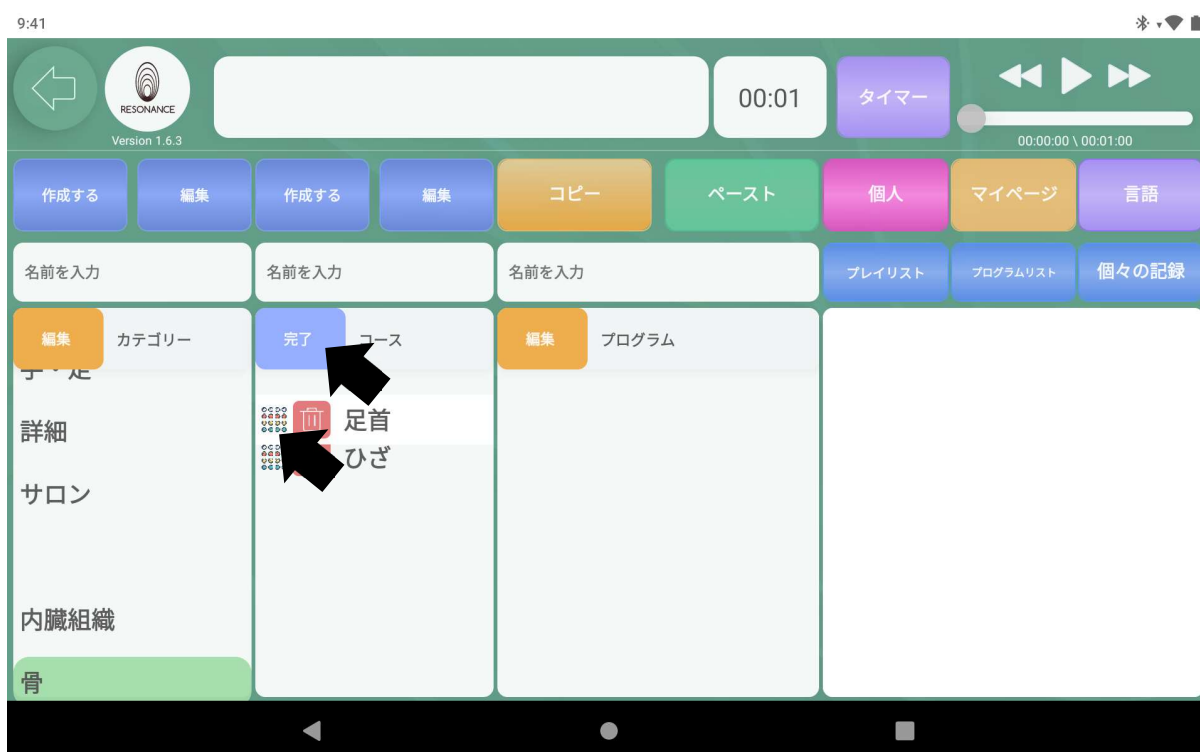 9:41
RESONANCE
Version 1.6.3
00:01
タイマー
00:00:00 \ 00:01:00
作成する
編集
作成する
編集
コピー
ペースト
個人
マイページ
言語
名前を入力
名前を入力
名前を入力
プレイリスト
プログラムリスト
個々の記録
編集
カテゴリー
完了
コース
編集
プログラム
手・足
詳細
サロン
内臓組織
骨
足首
ひざ